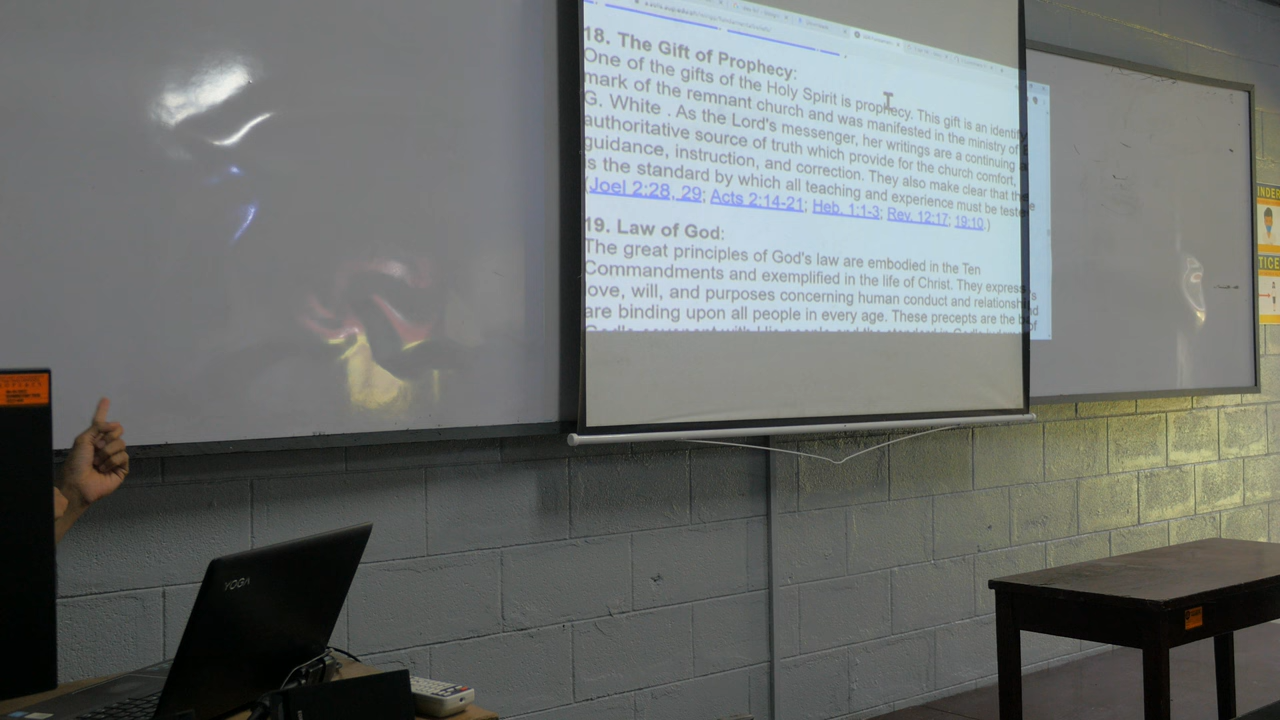 18. The Gift of Prophecy:
One of the gifts of the Holy Spirit is prophecy. This gift is an identify
mark of the remnant church and was manifested in the ministry of
G. White . As the Lord's messenger, her writings are a continuing
authoritative source of truth which provide for the church comfort,
guidance, instruction, and correction. They also make clear that the
is the standard by which all teaching and experience must be teste
(Joel 2:28, 29; Acts 2:14-21; Heb. 1:1-3; Rev. 12:17; 19:10.)
19. Law of God:
The great principles of God's law are embodied in the Ten
Commandments and exemplified in the life of Christ. They express
love, will, and purposes concerning human conduct and relationsh
are binding upon all people in every age. These precepts are the
YOGA